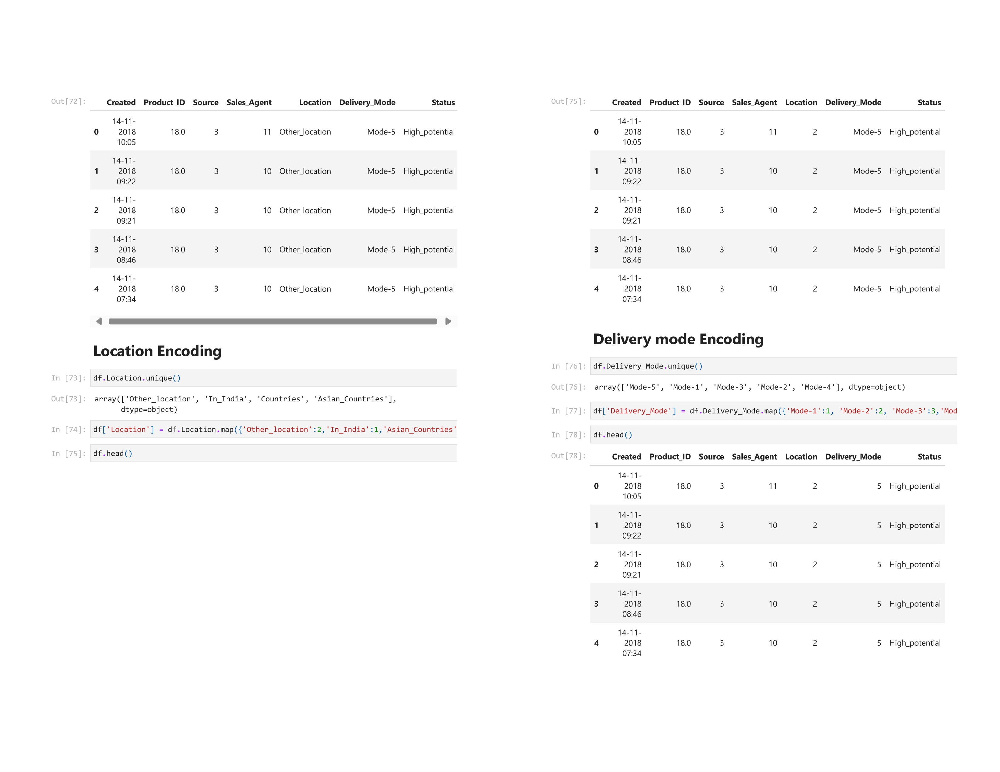 Out[72]: Created Product_ID Source Sales_Agent Location Delivery_Mode Status
14-11-
0 2018 18.0 3 11 Other_location Mode-5 High_potential
10:05
14-11-
1 2018 18.0 3 10 Other_location Mode-5 High_potential
09:22
14-11-
2 2018 18.0 3 10 Other_location Mode-5 High_potential
09:21
14-11-
3 2018 18.0 3 10 Other_location Mode-5 High_potential
08:46
14-11-
4 2018 18.0 3 10 Other_location Mode-5 High_potential
07:34
Location Encoding
In [73]: df.Location.unique()
Out[73]: array(['Other_location', 'In_India', 'Countries', 'Asian_Countries'],
dtype=object)
In [74]: df['Location'] = df.Location.map({'Other_location':2,'In_India':1,'Asian_Countries'
In [75]: df.head()
Out[75]: Created Product_ID Source Sales_Agent Location Delivery_Mode Status
14-11-
0 2018 18.0 3 11 2 Mode-5 High_potential
10:05
14-11-
1 2018 18.0 3 10 2 Mode-5 High_potential
09:22
14-11-
2 2018 18.0 3 10 2 Mode-5 High_potential
09:21
14-11-
3 2018 18.0 3 10 2 Mode-5 High_potential
08:46
14-11-
4 2018 18.0 3 10 2 Mode-5 High_potential
07:34
Delivery mode Encoding
In [76]: df.Delivery_Mode.unique()
Out[76]: array(['Mode-5', 'Mode-1', 'Mode-3', 'Mode-2', 'Mode-4'], dtype=object)
In [77]: df['Delivery_Mode'] = df.Delivery_Mode.map({'Mode-1':1, 'Mode-2':2, 'Mode-3':3,'Mod
In [78]: df.head()
Out[78]: Created Product_ID Source Sales_Agent Location Delivery_Mode Status
14-11-
0 2018 18.0 3 11 2 5 High_potential
10:05
14-11-
1 2018 18.0 3 10 2 5 High_potential
09:22
14-11-
2 2018 18.0 3 10 2 5 High_potential
09:21
14-11-
3 2018 18.0 3 10 2 5 High_potential
08:46
14-11-
4 2018 18.0 3 10 2 5 High_potential
07:34